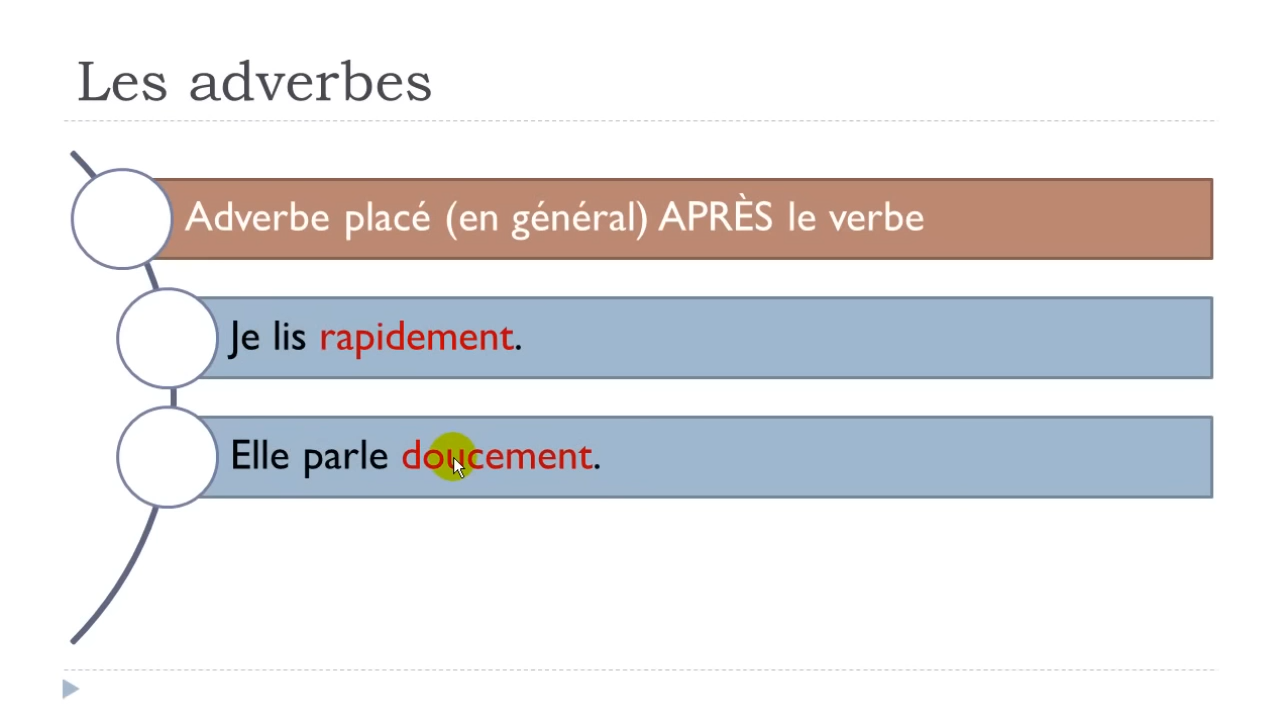 Les adverbes
Adverbe placé (en général) APRÈS le verbe
Je lis rapidement.
Elle parle doucement.